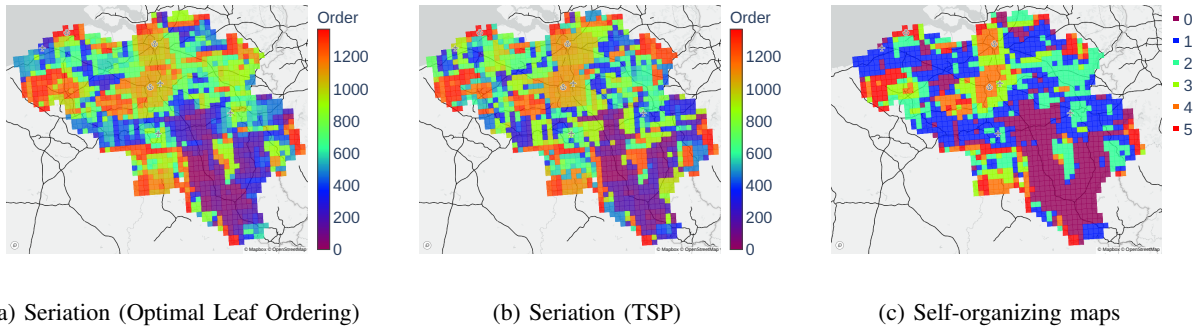 Order
1200
1000
800
600
400
200
0
© Mapbox © OpenStreetMap
Order
1200
1000
800
600
400
200
0
© Mapbox © OpenStreetMap
0
1
2
3
4
5
© Mapbox © OpenStreetMap
a) Seriation (Optimal Leaf Ordering)
(b) Seriation (TSP)
(c) Self-organizing maps